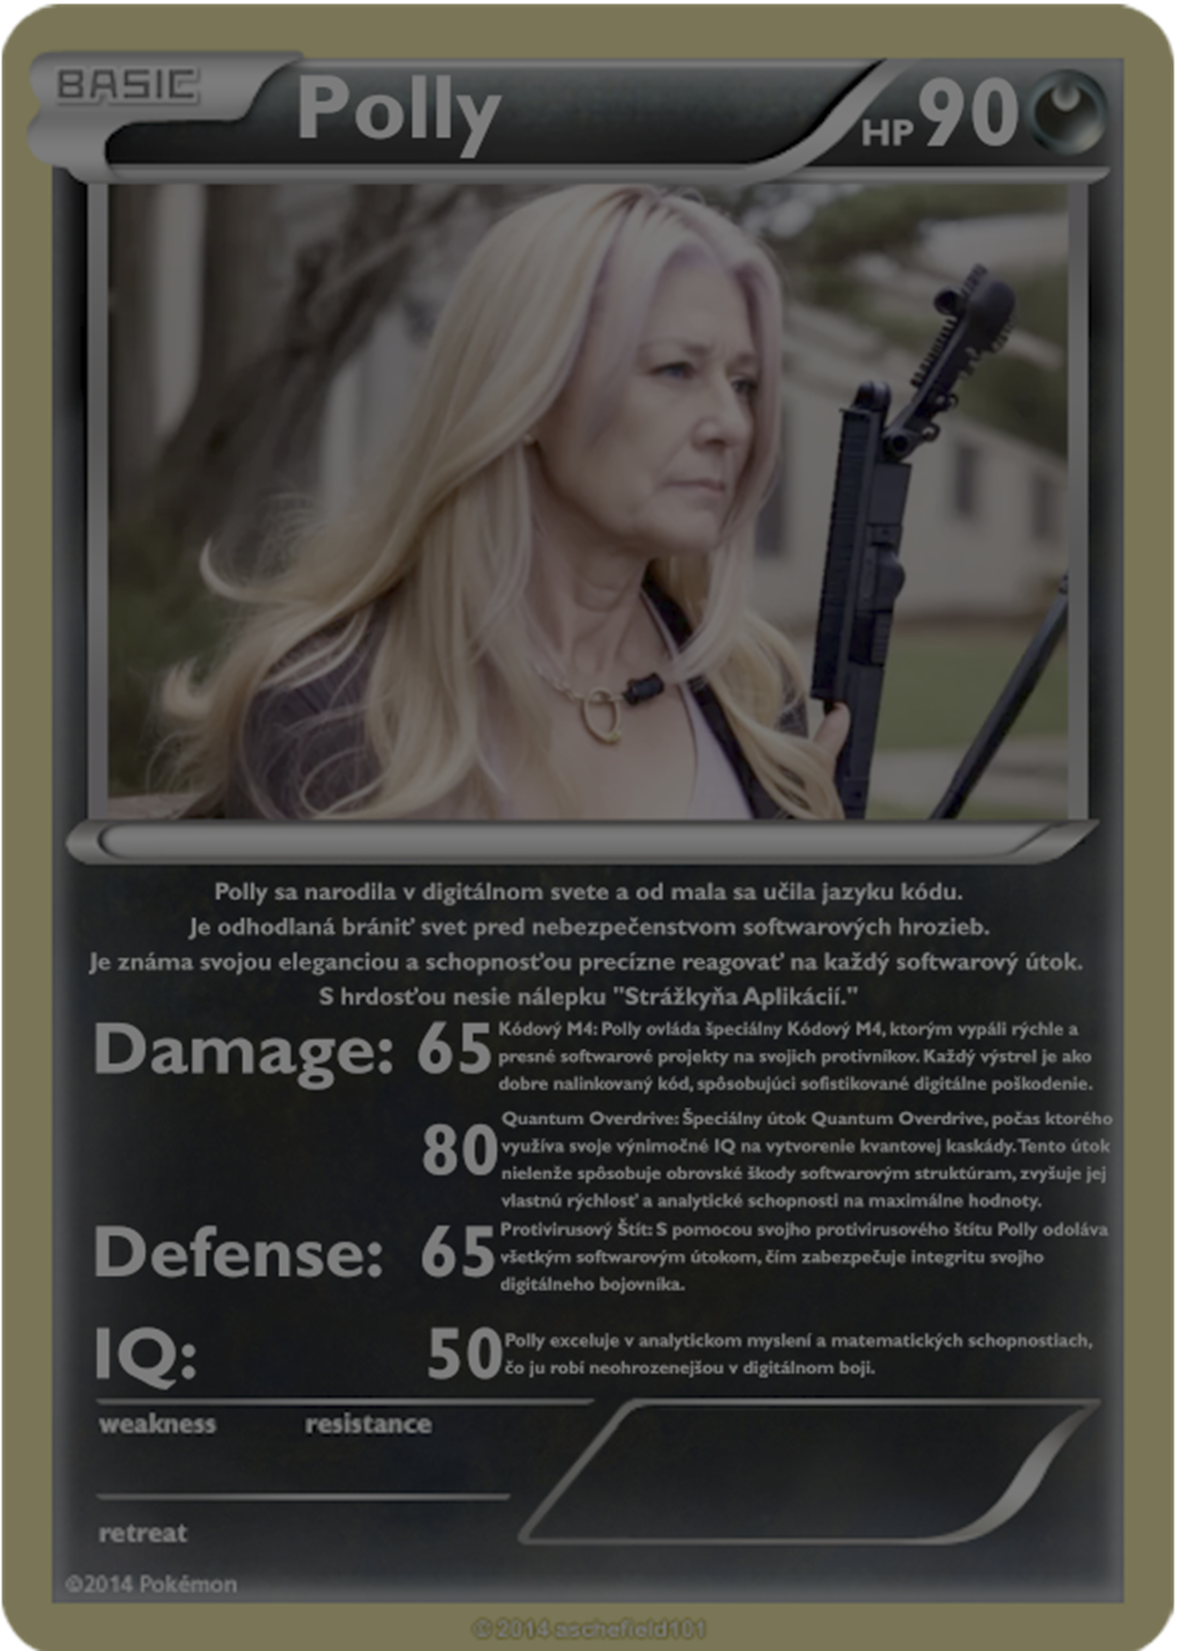 BASIC
Polly
HP 90
Polly sa narodila v digitálnom svete a od mala sa učila jazyku kódu.
Je odhodlaná brániť svet pred nebezpečenstvom softwarových hrozieb.
Je známa svojou eleganciou a schopnosťou precízne reagovať na každý softwarový útok.
S hrdosťou nesie nálepku "Strážkyňa Aplikácií."
Damage: 65
Kódový M4: Polly ovláda špeciálny Kódový M4, ktorým vypáli rýchle a
presné softwarové projekty na svojich protivníkov. Každý výstrel je ako
dobre nalinkovaný kód, spôsobujúci sofistikované digitálne poškodenie.
80
Quantum Overdrive: Špeciálny útok Quantum Overdrive, počas ktorého
využíva svoje výnimočné IQ na vytvorenie kvantovej kaskády. Tento útok
nielenže spôsobuje obrovské škody softwarovým struktúram, zvyšuje jej
vlastnú rýchlosť a analytické schopnosti na maximálne hodnoty.
Defense: 65
Protivirusový Štít: S pomocou svojho protivirusového štítu Polly odoláva
všetkým softwarovým útokom, čím zabezpečuje integritu svojho
digitálneho bojovníka.
IQ: 50
Polly exceluje v analytickom myslení a matematických schopnostiach,
čo ju robí neohrozenejšou v digitálnom boji.
weakness resistance
retreat
©2014 Pokémon
© 2014 aschefield101